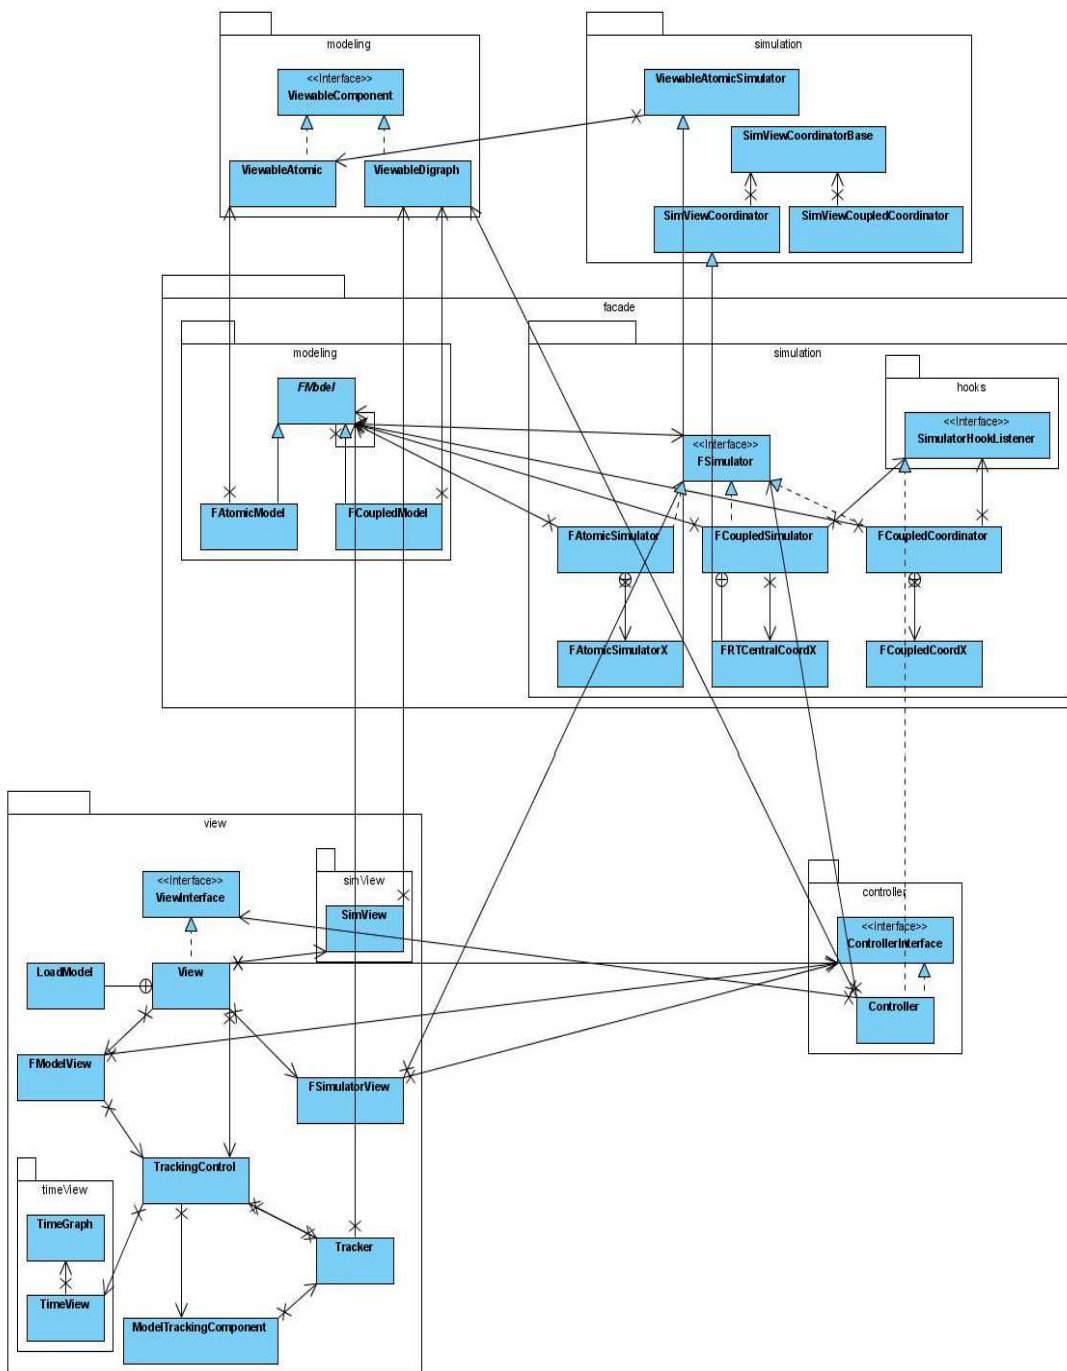 modeling
<<Interface>>
ViewableComponent
ViewableAtomic
ViewableDigraph
simulation
ViewableAtomicSimulator
SimViewCoordinatorBase
SimViewCoordinator
SimViewCoupledCoordinator
facade
modeling
FModel
FAtomicModel
FCoupledModel
simulation
hooks
<<Interface>>
SimulatorHookListener
<<Interface>>
FSimulator
FAtomicSimulator
FCoupledSimulator
FCoupledCoordinator
FAtomicSimulatorX
FRTCentralCoordX
FCoupledCoordX
view
<<Interface>>
ViewInterface
simView
SimView
LoadModel
View
FModelView
FSimulatorView
TrackingControl
timeView
TimeGraph
TimeView
Tracker
ModelTrackingComponent
controller
<<Interface>>
ControllerInterface
Controller